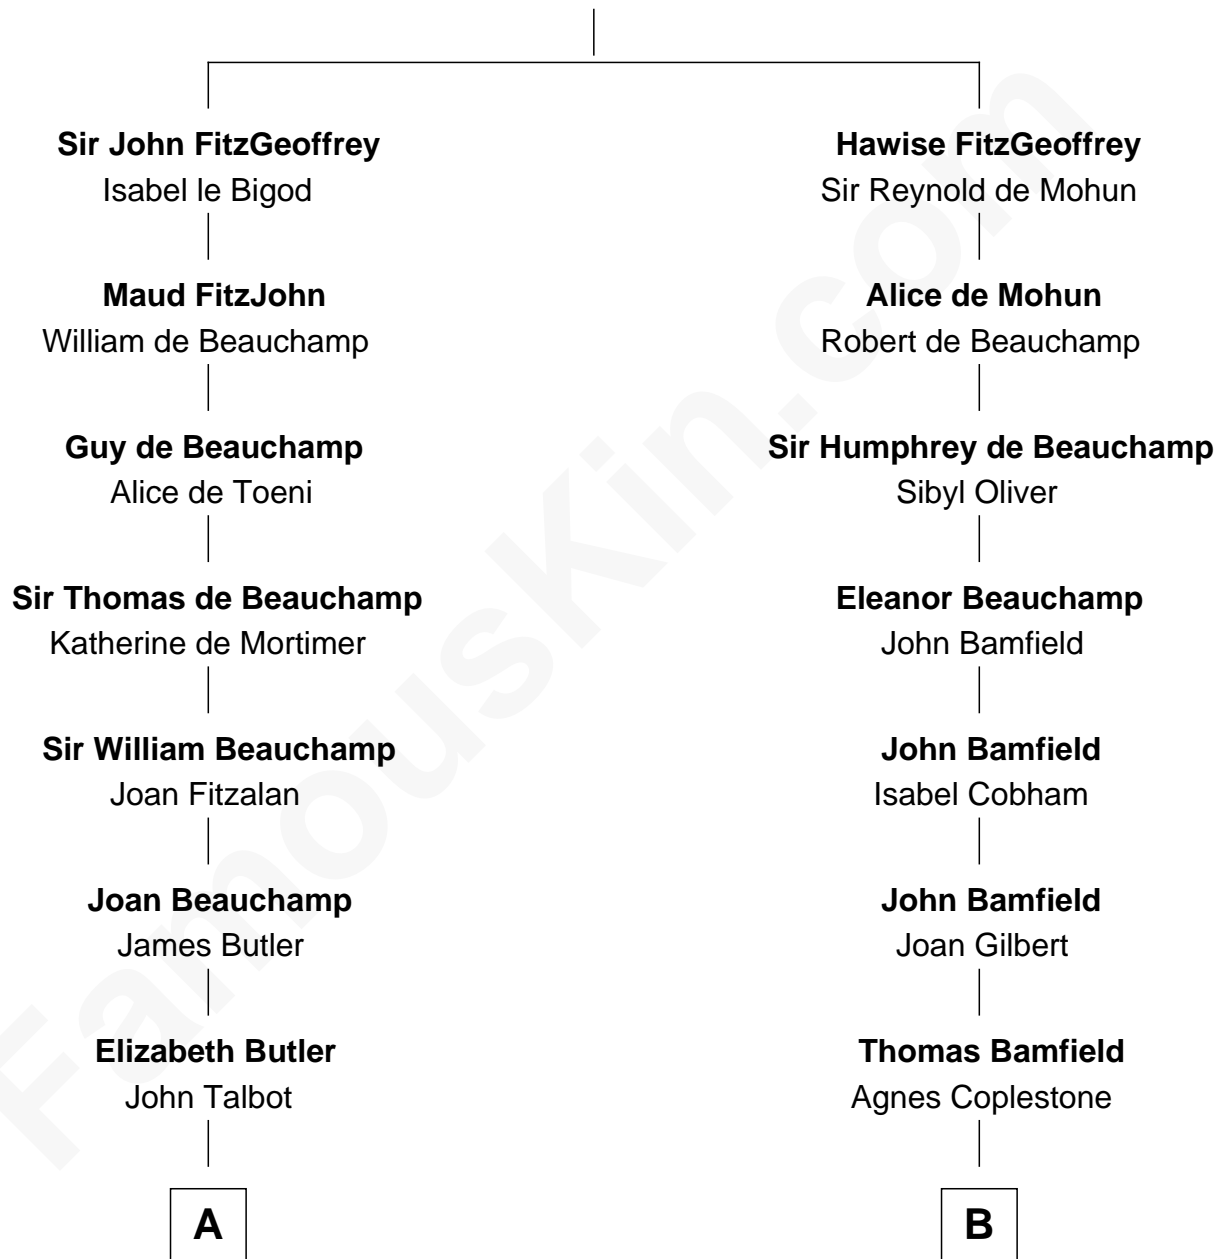 Sir John FitzGeoffrey
Isabel le Bigod
Maud FitzJohn
William de Beauchamp
Guy de Beauchamp
Alice de Toeni
Sir Thomas de Beauchamp
Katherine de Mortimer
Sir William Beauchamp
Joan Fitzalan
Joan Beauchamp
James Butler
Elizabeth Butler
John Talbot
A
Hawise FitzGeoffrey
Sir Reynold de Mohun
Alice de Mohun
Robert de Beauchamp
Sir Humphrey de Beauchamp
Sibyl Oliver
Eleanor Beauchamp
John Bamfield
John Bamfield
Isabel Cobham
John Bamfield
Joan Gilbert
Thomas Bamfield
Agnes Coplestone
B
FamousKin.com